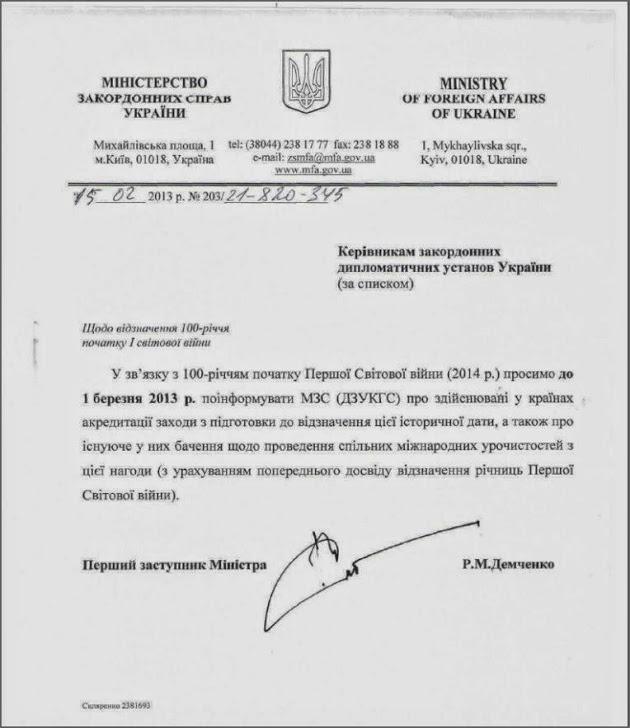 МІНІСТЕРСТВО
ЗАКОРДОННИХ СПРАВ
УКРАЇНИ
MINISTRY
OF FOREIGN AFFAIRS
OF UKRAINE
Михайлівська площа, 1
м.Київ, 01018, Україна
tel: (38044) 238 17 77 fax: 238 18 88
e-mail: zsmfa@mfa.gov.ua
www.mfa.gov.ua
1, Mykhaylivska sqr.,
Kyiv, 01018, Ukraine
15 02 2013 р. № 203/21-820-345
Керівникам закордонних
дипломатичних установ України
(за списком)
Щодо відзначення 100-річчя
початку І світової війни
У зв'язку з 100-річчям початку Першої Світової війни (2014 р.) просимо до
1 березня 2013 р. поінформувати МЗС (ДЗУКГС) про здійснювані у країнах
акредитації заходи з підготовки до відзначення цієї історичної дати, а також про
існуюче у них бачення щодо проведення спільних міжнародних урочистостей з
цієї нагоди (з урахуванням попереднього досвіду відзначення річниць Першої
Світової війни).
Перший заступник Міністра
Р.М.Демченко
Скляренко 2381693